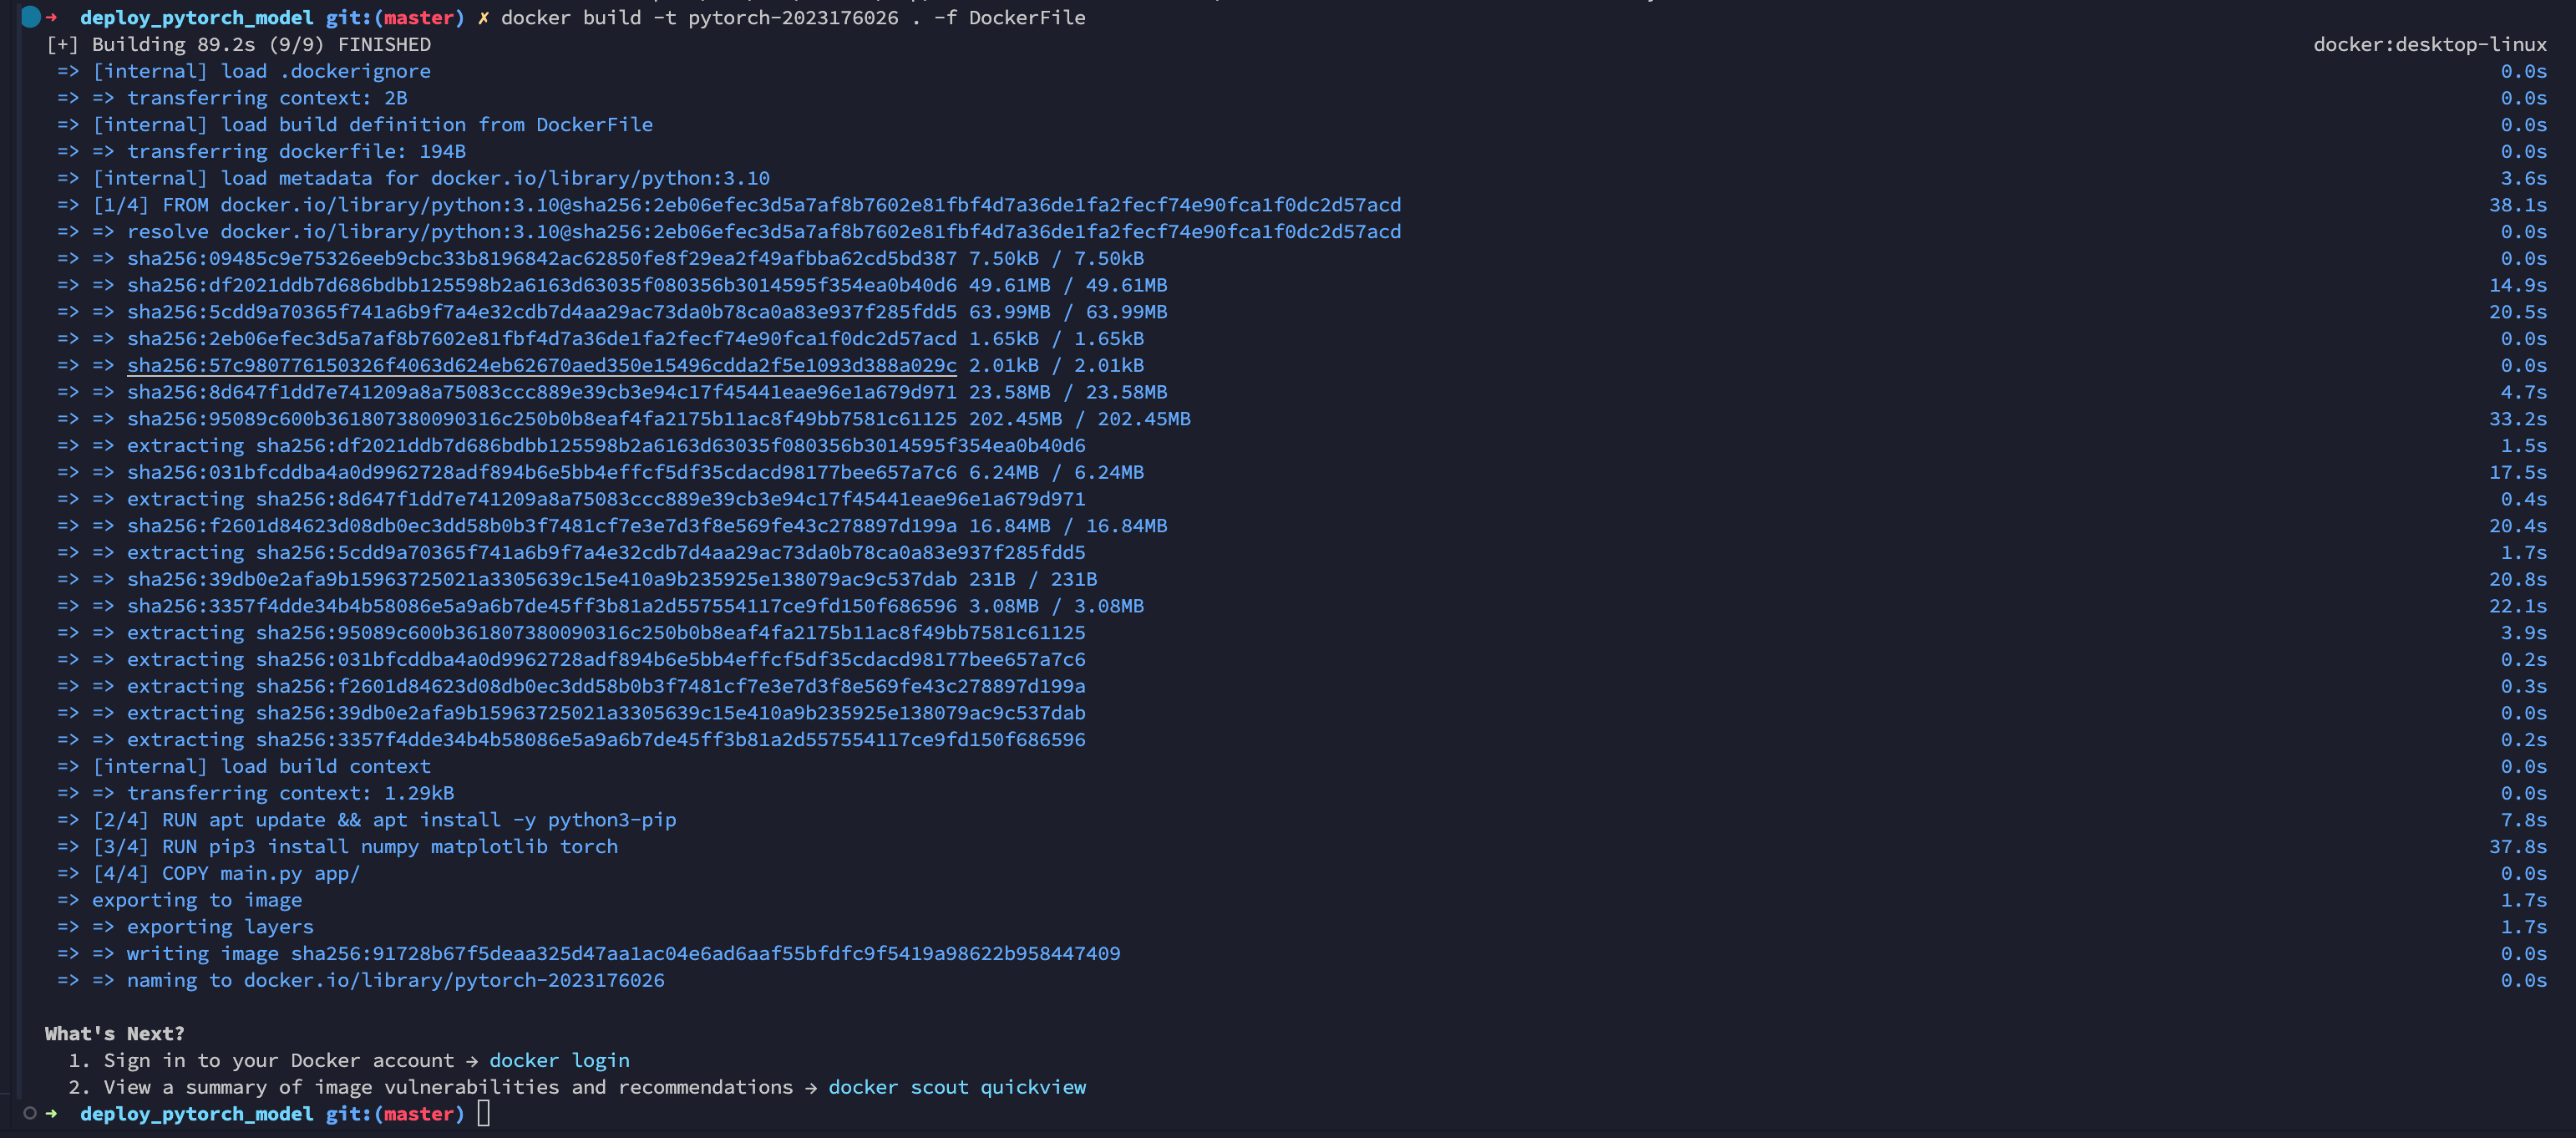 ➜  deploy_pytorch_model git:(master) ✗ docker build -t pytorch-2023176026 . -f DockerFile
[+] Building 89.2s (9/9) FINISHED docker:desktop-linux
=> [internal] load .dockerignore 0.0s
=> => transferring context: 2B 0.0s
=> [internal] load build definition from DockerFile 0.0s
=> => transferring dockerfile: 194B 0.0s
=> [internal] load metadata for docker.io/library/python:3.10 3.6s
=> [1/4] FROM docker.io/library/python:3.10@sha256:2eb06efec3d5a7af8b7602e81fbf4d7a36de1fa2fecf74e90fca1f0dc2d57acd 38.1s
=> => resolve docker.io/library/python:3.10@sha256:2eb06efec3d5a7af8b7602e81fbf4d7a36de1fa2fecf74e90fca1f0dc2d57acd 0.0s
=> => sha256:09485c9e75326eeb9cbc33b8196842ac62850fe8f29ea2f49afbba62cd5bd387 7.50kB / 7.50kB 0.0s
=> => sha256:df2021ddb7d686bdbb125598b2a6163d63035f080356b3014595f354ea0b40d6 49.61MB / 49.61MB 14.9s
=> => sha256:5cdd9a70365f741a6b9f7a4e32cdb7d4aa29ac73da0b78ca0a83e937f285fdd5 63.99MB / 63.99MB 20.5s
=> => sha256:2eb06efec3d5a7af8b7602e81fbf4d7a36de1fa2fecf74e90fca1f0dc2d57acd 1.65kB / 1.65kB 0.0s
=> => sha256:57c980776150326f4063d624eb62670aed350e15496cdda2f5e1093d388a029c 2.01kB / 2.01kB 0.0s
=> => sha256:8d647f1dd7e741209a8a75083ccc889e39cb3e94c17f45441eae96e1a679d971 23.58MB / 23.58MB 4.7s
=> => sha256:95089c600b361807380090316c250b0b8eaf4fa2175b11ac8f49bb7581c61125 202.45MB / 202.45MB 33.2s
=> => extracting sha256:df2021ddb7d686bdbb125598b2a6163d63035f080356b3014595f354ea0b40d6 1.5s
=> => sha256:031bfcddba4a0d9962728adf894b6e5bb4effcf5df35cdacd98177bee657a7c6 6.24MB / 6.24MB 17.5s
=> => extracting sha256:8d647f1dd7e741209a8a75083ccc889e39cb3e94c17f45441eae96e1a679d971 0.4s
=> => sha256:f2601d84623d08db0ec3dd58b0b3f7481cf7e3e7d3f8e569fe43c278897d199a 16.84MB / 16.84MB 20.4s
=> => extracting sha256:5cdd9a70365f741a6b9f7a4e32cdb7d4aa29ac73da0b78ca0a83e937f285fdd5 1.7s
=> => sha256:39db0e2afa9b15963725021a3305639c15e410a9b235925e138079ac9c537dab 231B / 231B 20.8s
=> => sha256:3357f4dde34b4b58086e5a9a6b7de45ff3b81a2d557554117ce9fd150f686596 3.08MB / 3.08MB 22.1s
=> => extracting sha256:95089c600b361807380090316c250b0b8eaf4fa2175b11ac8f49bb7581c61125 3.9s
=> => extracting sha256:031bfcddba4a0d9962728adf894b6e5bb4effcf5df35cdacd98177bee657a7c6 0.2s
=> => extracting sha256:f2601d84623d08db0ec3dd58b0b3f7481cf7e3e7d3f8e569fe43c278897d199a 0.3s
=> => extracting sha256:39db0e2afa9b15963725021a3305639c15e410a9b235925e138079ac9c537dab 0.0s
=> => extracting sha256:3357f4dde34b4b58086e5a9a6b7de45ff3b81a2d557554117ce9fd150f686596 0.2s
=> [internal] load build context 0.0s
=> => transferring context: 1.29kB 0.0s
=> [2/4] RUN apt update && apt install -y python3-pip 7.8s
=> [3/4] RUN pip3 install numpy matplotlib torch 37.8s
=> [4/4] COPY main.py app/ 0.0s
=> exporting to image 1.7s
=> => exporting layers 1.7s
=> => writing image sha256:91728b67f5deaa325d47aa1ac04e6ad6aaf55bfdfc9f5419a98622b958447409 0.0s
=> => naming to docker.io/library/pytorch-2023176026 0.0s
What's Next?
1. Sign in to your Docker account → docker login
2. View a summary of image vulnerabilities and recommendations → docker scout quickview
➜  deploy_pytorch_model git:(master)